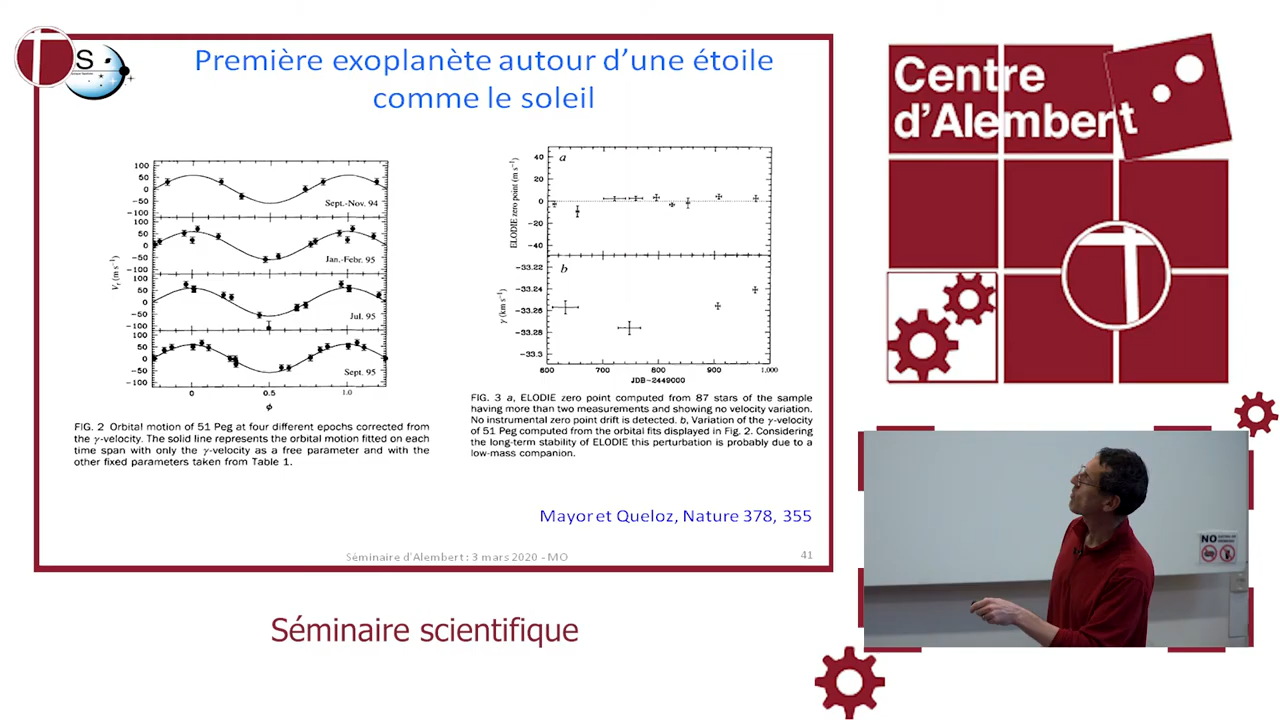 S
Première exoplanète autour d’une étoile
comme le soleil
100
50
0
−50
−100
Sept.-Nov. 94
100
50
0
−50
−100
Jan.-Febr. 95
100
50
0
−50
−100
Jul. 95
100
50
0
−50
−100
Sept. 95
Vr (m s⁻¹)
0
0.5
1.0
ϕ
FIG. 2 Orbital motion of 51 Peg at four different epochs corrected from
the γ-velocity. The solid line represents the orbital motion fitted on each
time span with only the γ-velocity as a free parameter and with the
other fixed parameters taken from Table 1.
a
ELODIE zero point (m s⁻¹)
40
20
0
−20
−40
b
γ (km s⁻¹)
−33.22
−33.24
−33.26
−33.28
−33.3
600
700
800
900
1,000
JDB−2449000
FIG. 3 a, ELODIE zero point computed from 87 stars of the sample
having more than two measurements and showing no velocity variation.
No instrumental zero point drift is detected. b, Variation of the γ-velocity
of 51 Peg computed from the orbital fits displayed in Fig. 2. Considering
the long-term stability of ELODIE this perturbation is probably due to a
low-mass companion.
Mayor et Queloz, Nature 378, 355
Séminaire d'Alembert : 3 mars 2020 - MO
41
Séminaire scientifique
Centre
d’Alembert
NO